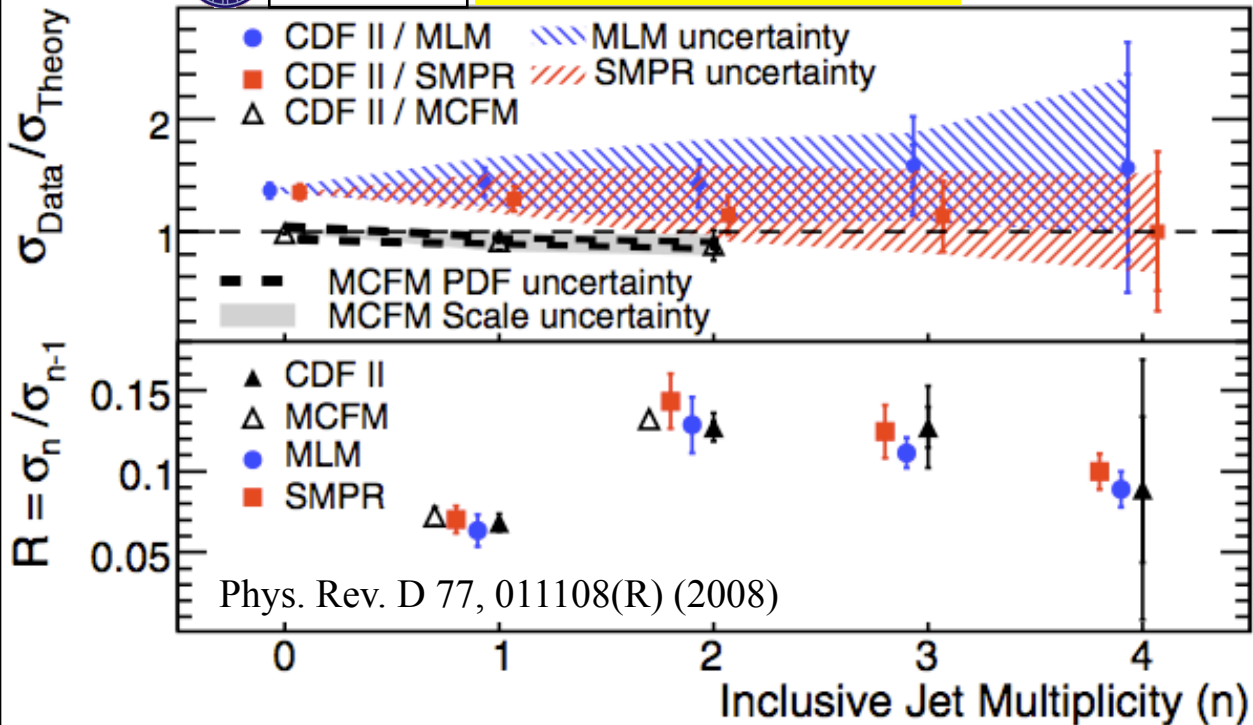 CDF II / MLM
MLM uncertainty
CDF II / SMPR
SMPR uncertainty
CDF II / MCFM
σData/σTheory
2
1
MCFM PDF uncertainty
MCFM Scale uncertainty
R = σn/σn-1
CDF II
MCFM
MLM
SMPR
0.15
0.1
0.05
Phys. Rev. D 77, 011108(R) (2008)
0 1 2 3 4
Inclusive Jet Multiplicity (n)